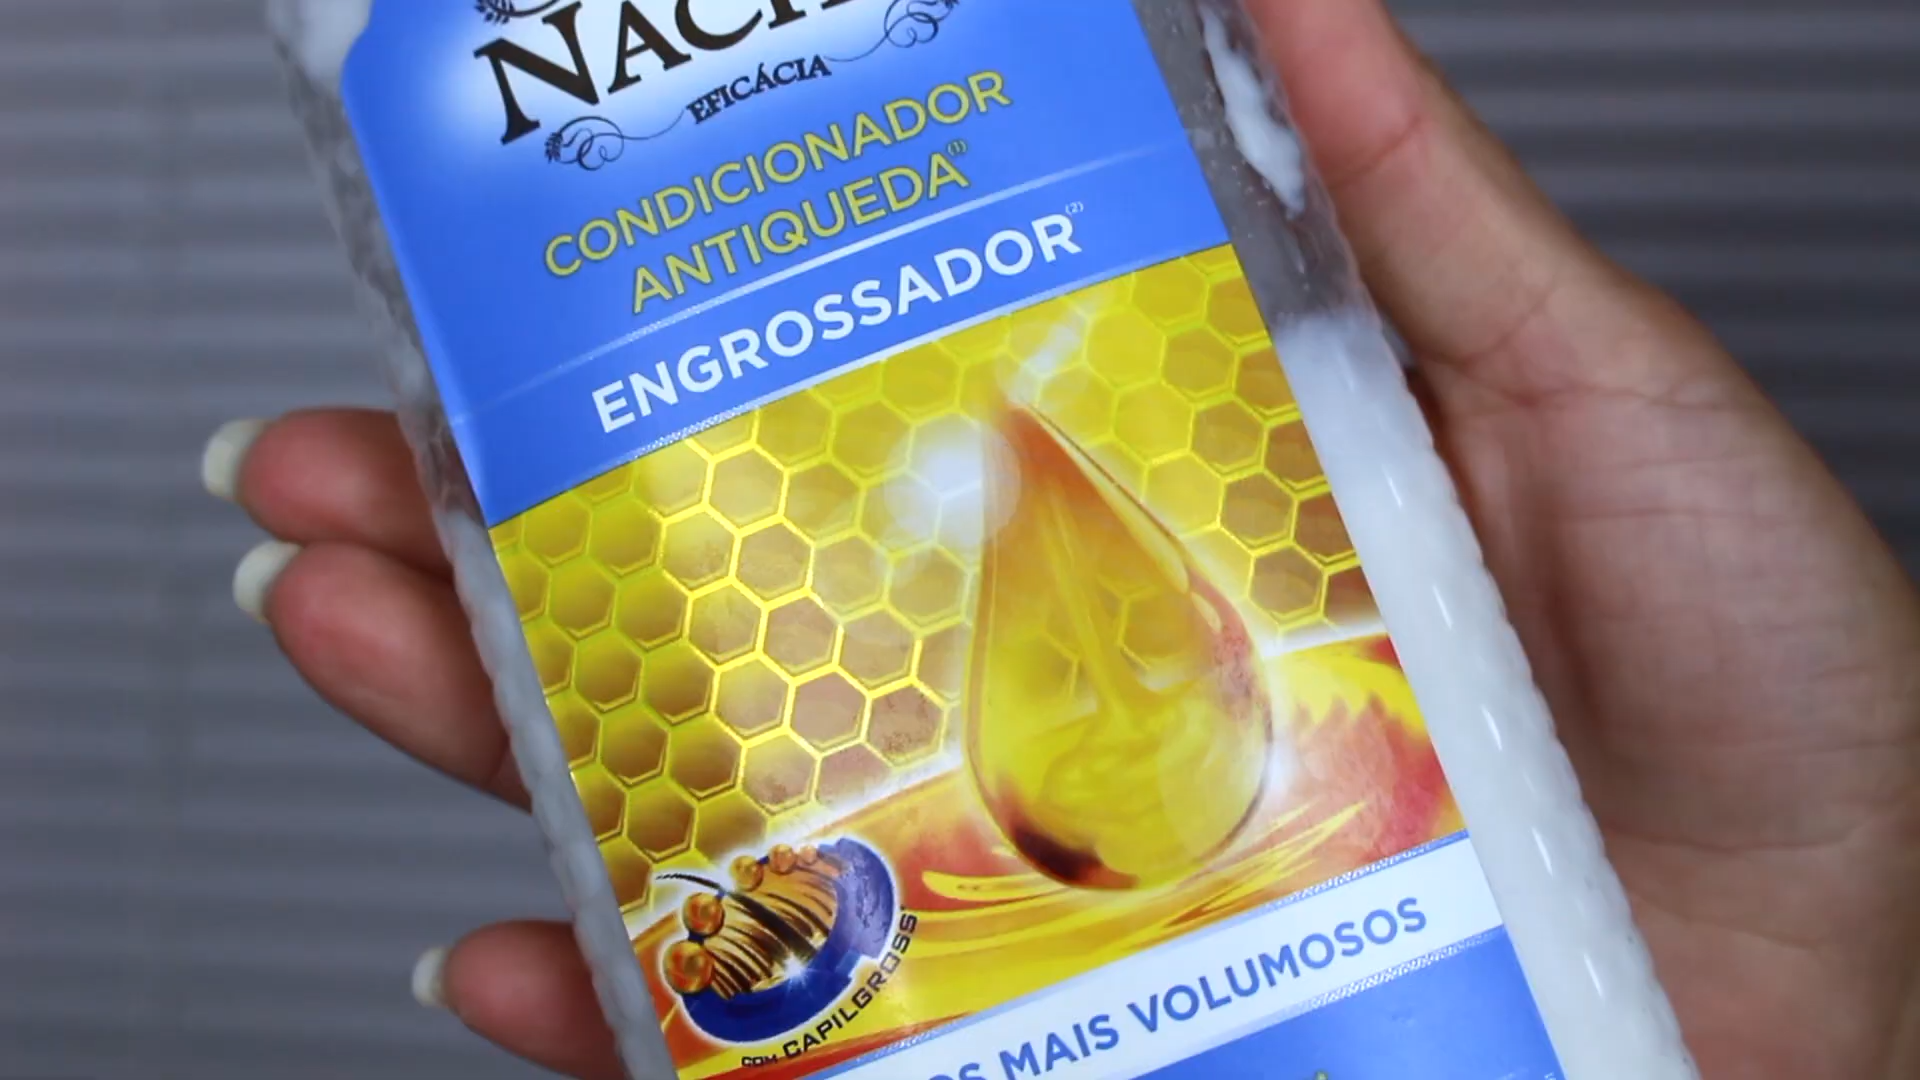 EFICÁCIA
CONDICIONADOR
ANTIQUEDA(1)
ENGROSSADOR(2)
COM CAPILGROSS
MAIS VOLUMOSOS